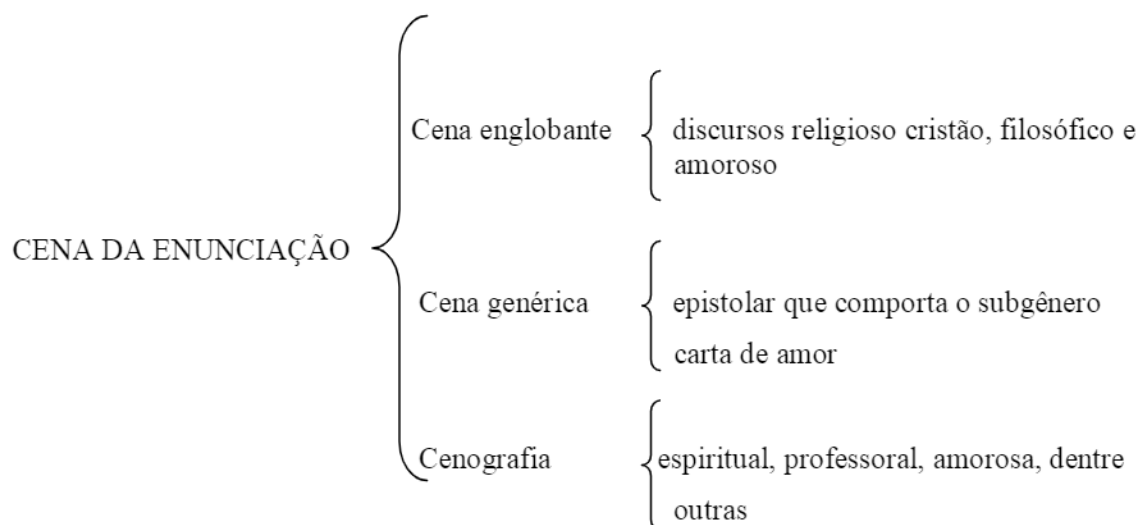 Cena englobante
discursos religioso cristão, filosófico e
amoroso
CENA DA ENUNCIAÇÃO
Cena genérica
epistolar que comporta o subgênero
carta de amor
Cenografia
espiritual, professoral, amorosa, dentre
outras